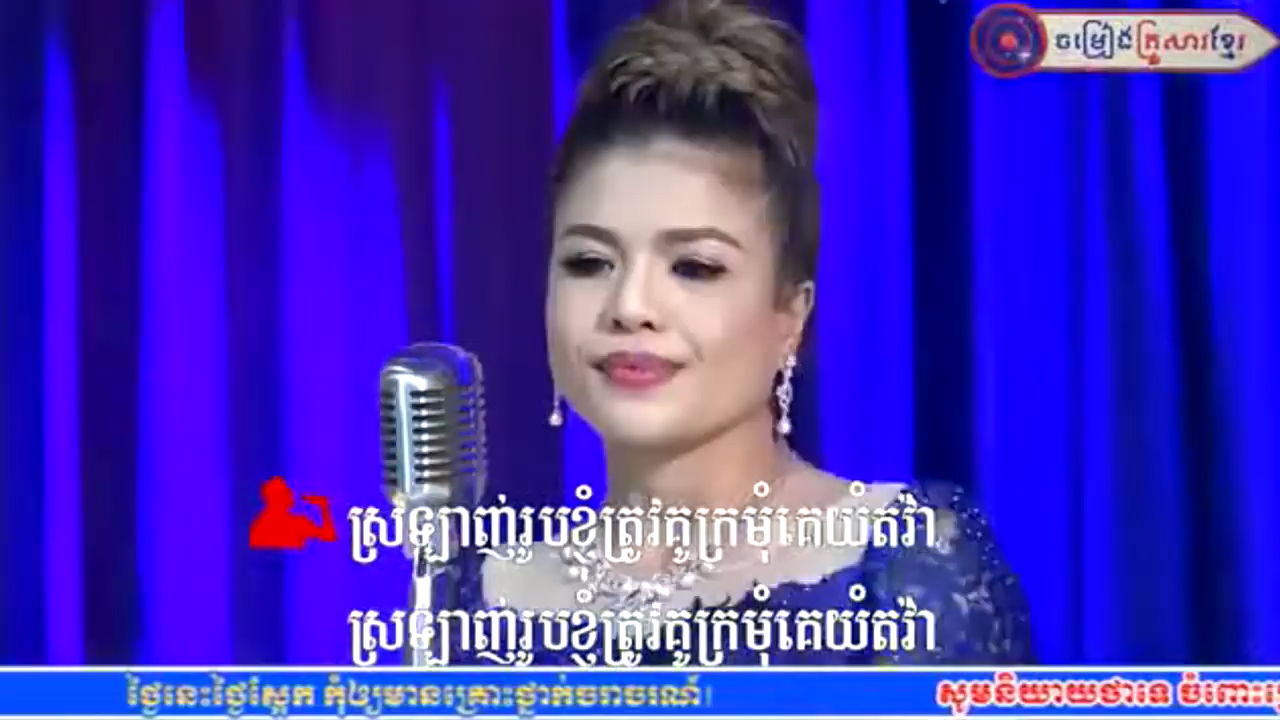 ចម្រៀងគ្រួសារខ្មែរ
ស្រឡាញ់រូបខ្ញុំត្រូវគូក្រមុំគេយំតវ៉ា
ស្រឡាញ់រូបខ្ញុំត្រូវគូក្រមុំគេយំតវ៉ា
ថ្ងៃនេះថ្ងៃស្អែក កុំឲ្យមានគ្រោះថ្នាក់ចរាចរណ៍! សូមនិយាយថាទេ ចំពោះ